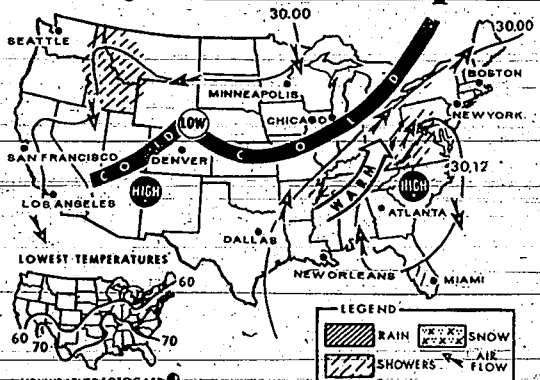 30.00
30.00
SEATTLE
BOSTON
MINNEAPOLIS
NEW YORK
CHICAGO
LOW
COLD
COLD
SAN FRANCISCO
DENVER
30.12
HIGH
HIGH
WARM
LOS ANGELES
ATLANTA
DALLAS
LOWEST TEMPERATURES
NEW ORLEANS
MIAMI
60
60
70
70
LEGEND
RAIN
SNOW
SHOWERS
AIR
FLOW